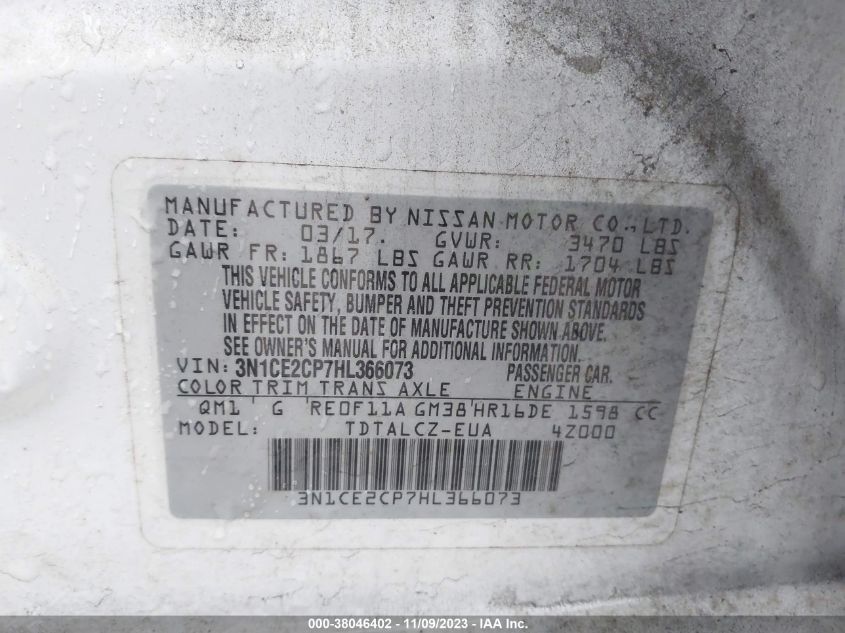 MANUFACTURED BY NISSAN MOTOR CO., LTD.
DATE: 03/17. GVWR: 3470 LBS
GAWR FR: 1867 LBS GAWR RR: 1704 LBS
THIS VEHICLE CONFORMS TO ALL APPLICABLE FEDERAL MOTOR
VEHICLE SAFETY, BUMPER AND THEFT PREVENTION STANDARDS
IN EFFECT ON THE DATE OF MANUFACTURE SHOWN ABOVE.
SEE OWNER'S MANUAL FOR ADDITIONAL INFORMATION.
VIN: 3N1CE2CP7HL366073 PASSENGER CAR.
COLOR TRIM TRANS AXLE ENGINE
QM1 G RE0F11A GM38 HR16DE 1598 CC
MODEL: TDTALCZ-EUA 4Z000
3N1CE2CP7HL366073
000-38046402 - 11/09/2023 - IAA Inc.